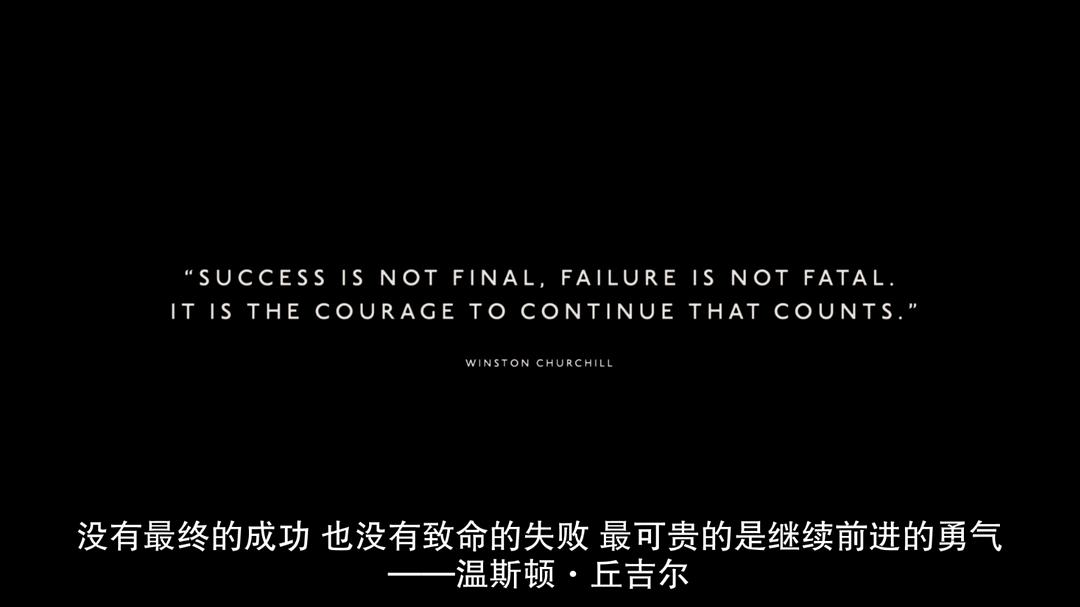 “SUCCESS IS NOT FINAL, FAILURE IS NOT FATAL.
IT IS THE COURAGE TO CONTINUE THAT COUNTS.”
WINSTON CHURCHILL
没有最终的成功 也没有致命的失败 最可贵的是继续前进的勇气
——温斯顿·丘吉尔